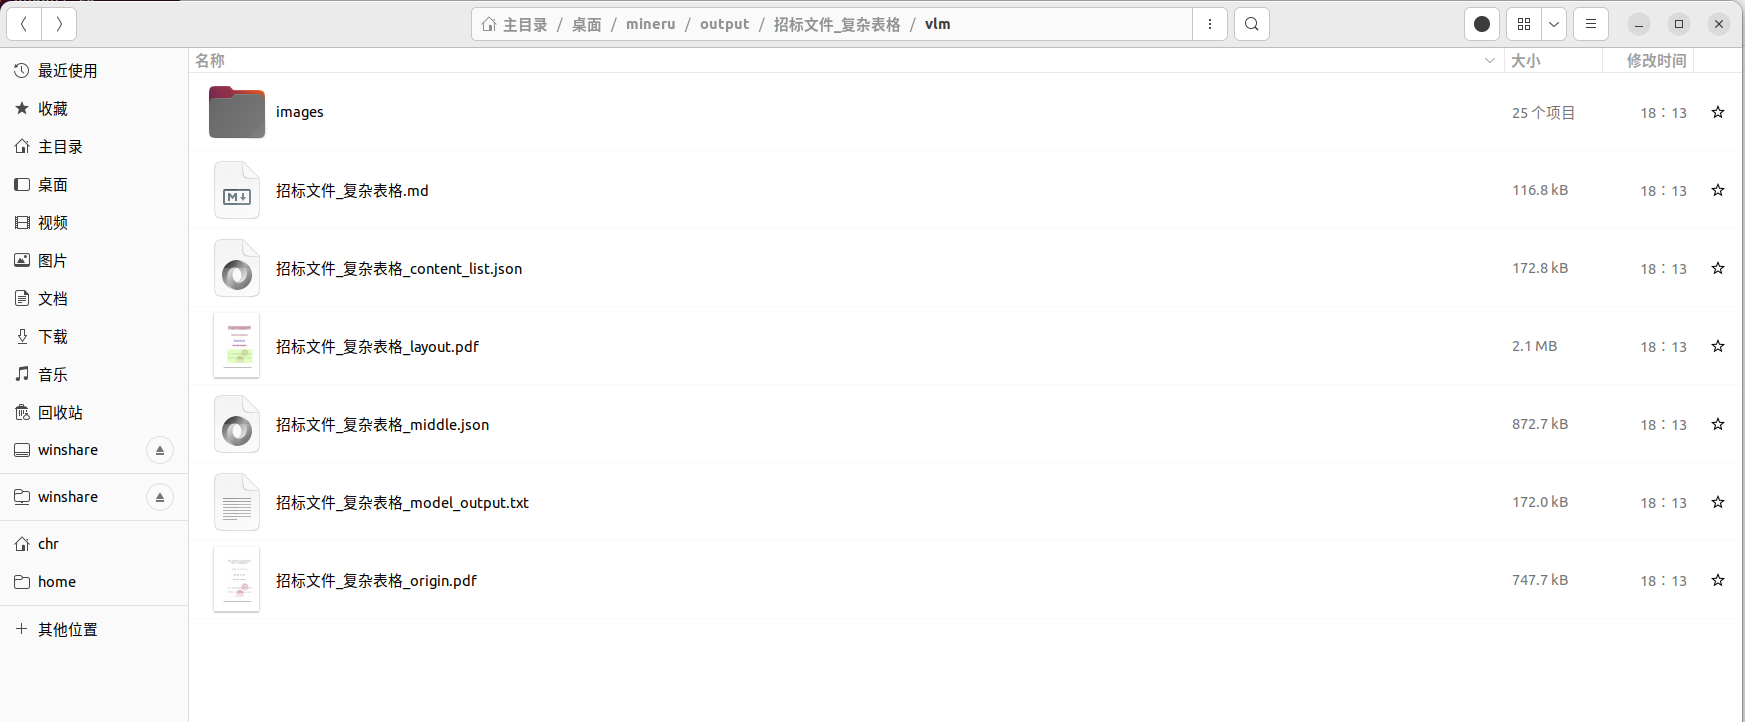 主目录 / 桌面 / mineru / output / 招标文件_复杂表格 / vlm
名称 大小 修改时间
最近使用
收藏
主目录
桌面
视频
图片
文档
下载
音乐
回收站
winshare
winshare
chr
home
其他位置
images 25 个项目 18：13
招标文件_复杂表格.md 116.8 kB 18：13
招标文件_复杂表格_content_list.json 172.8 kB 18：13
招标文件_复杂表格_layout.pdf 2.1 MB 18：13
招标文件_复杂表格_middle.json 872.7 kB 18：13
招标文件_复杂表格_model_output.txt 172.0 kB 18：13
招标文件_复杂表格_origin.pdf 747.7 kB 18：13